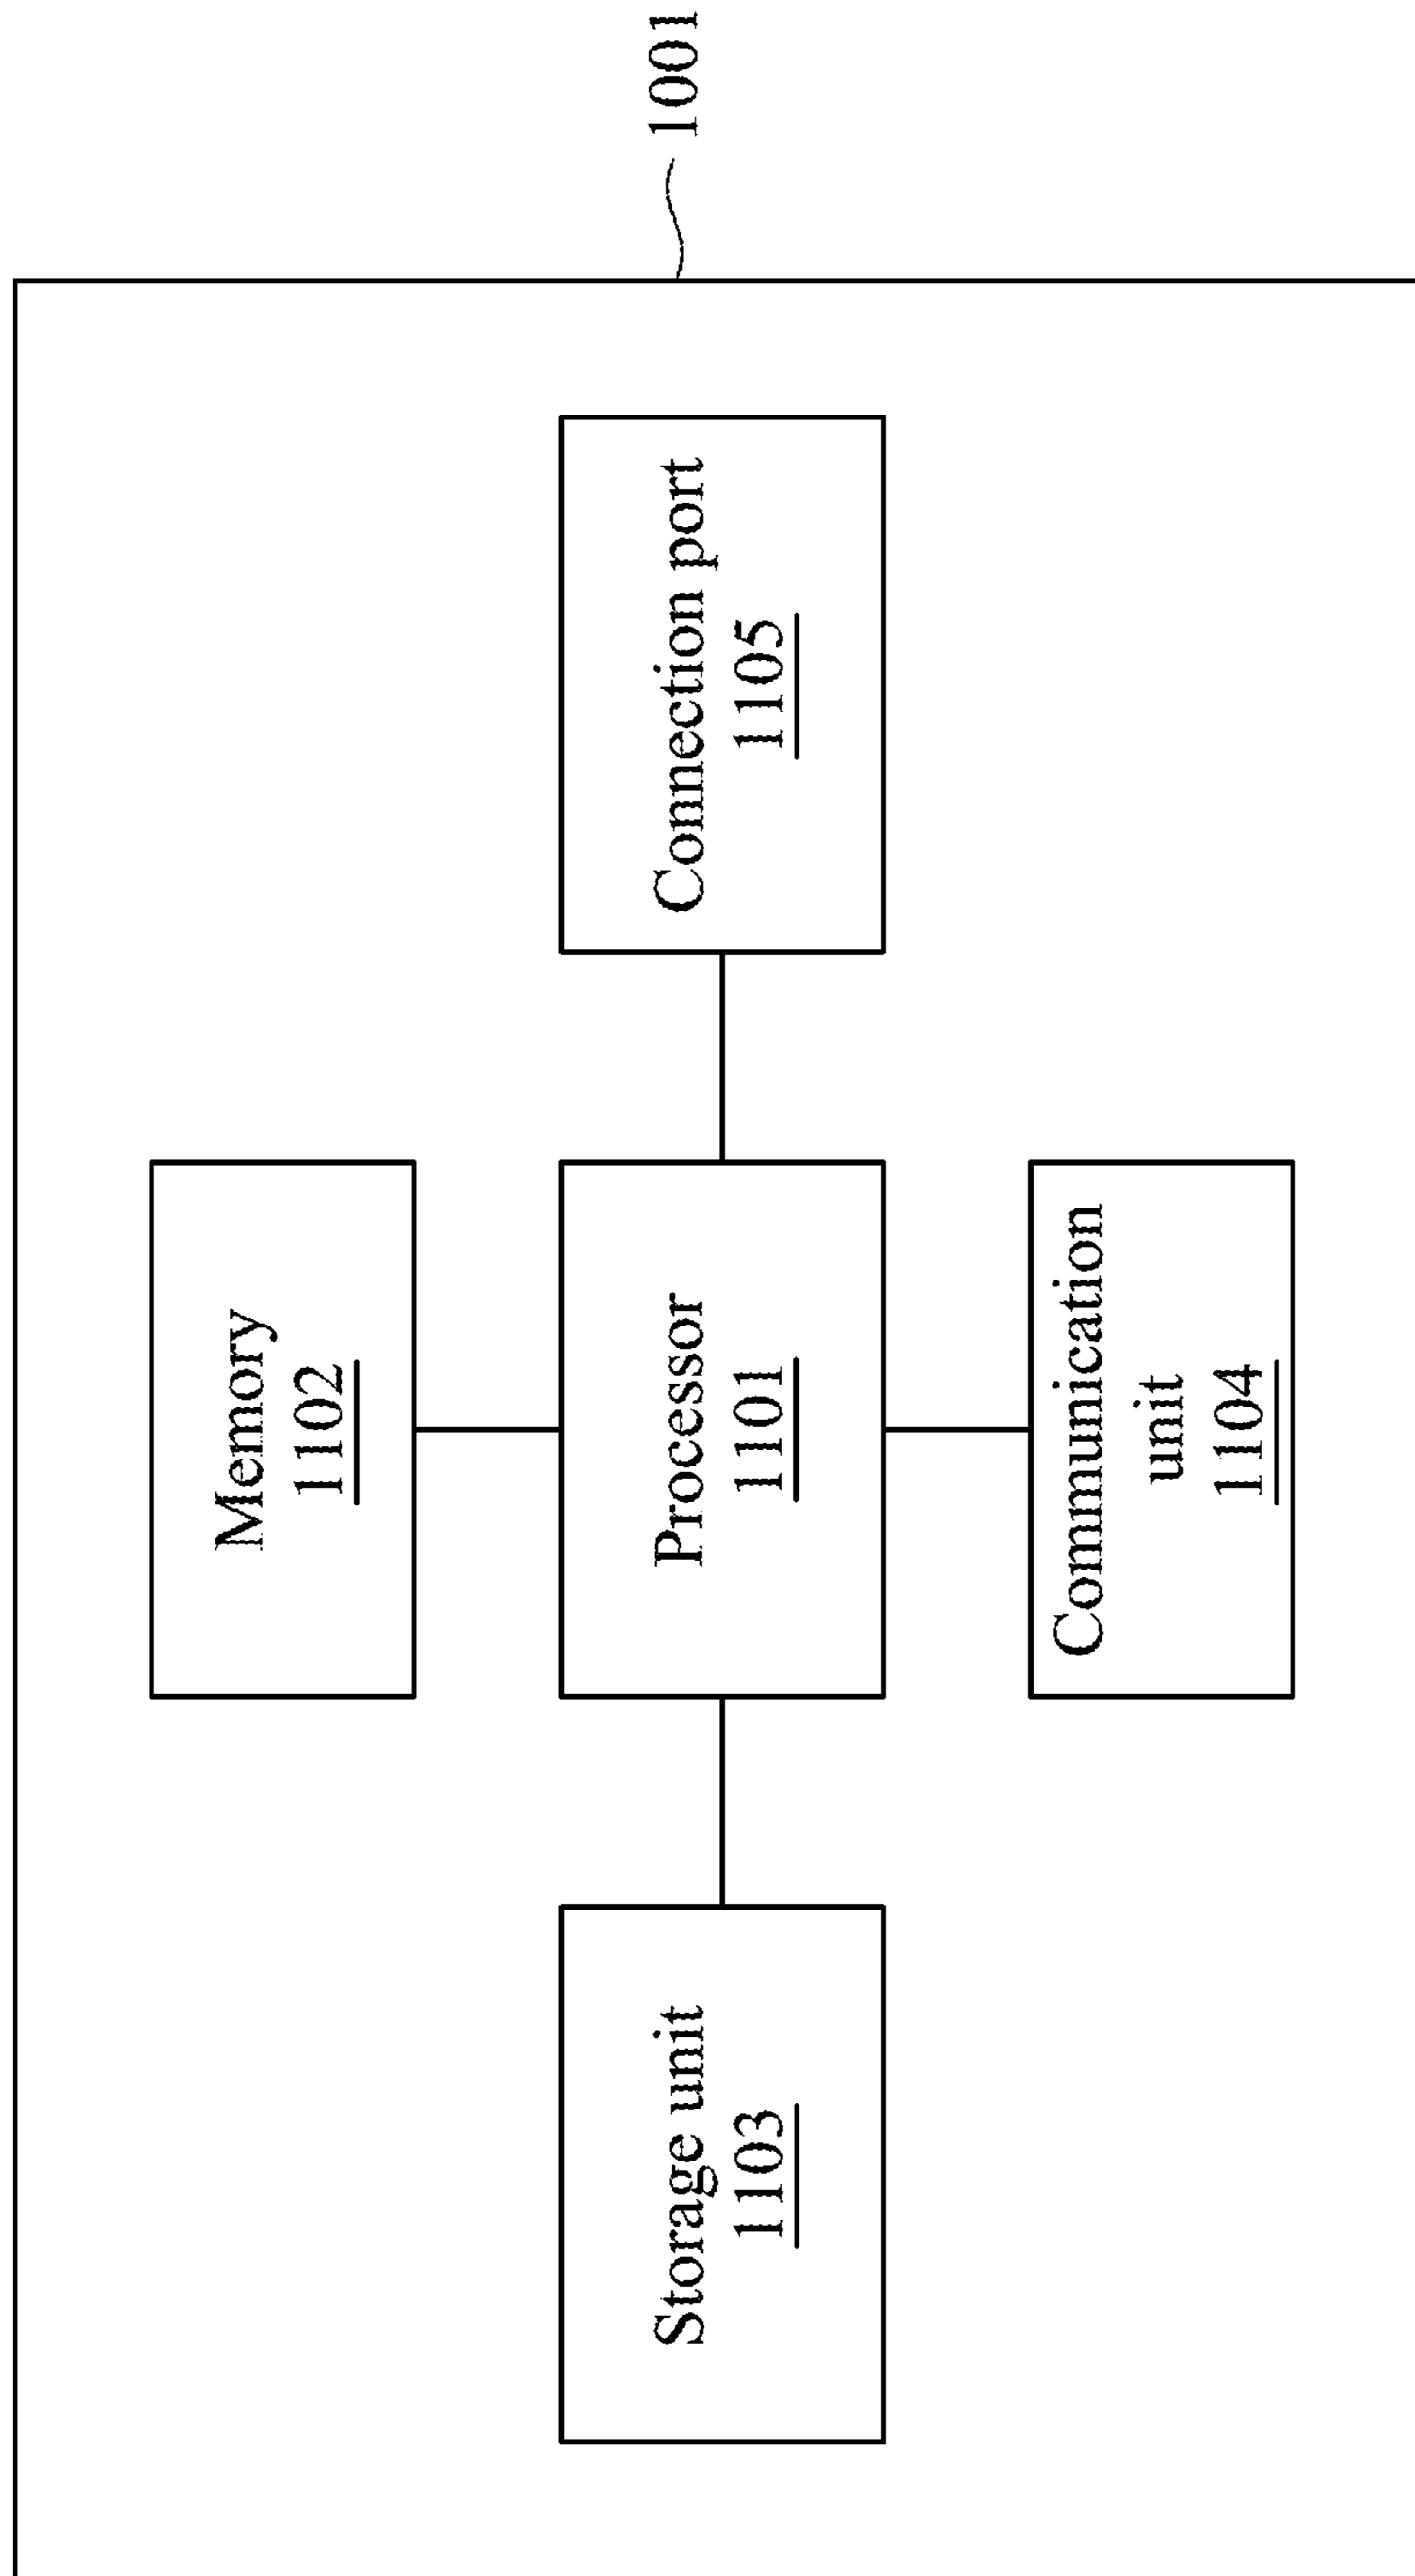 1001
Memory
1102
Storage unit
1103
Processor
1101
Connection port
1105
Communication
unit
1104